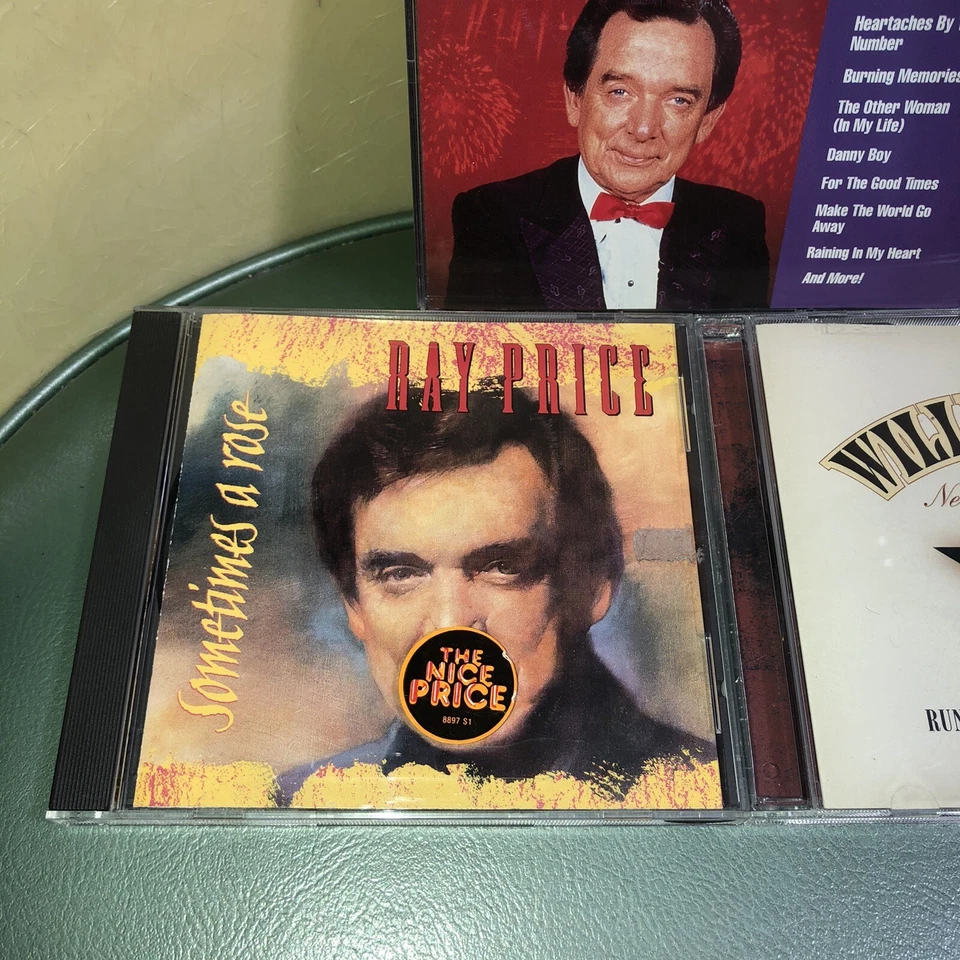 Heartaches By
Number
Burning Memories
The Other Woman
(In My Life)
Danny Boy
For The Good Times
Make The World Go
Away
Raining In My Heart
And More!
RAY PRICE
sometimes a rose
THE
NICE
PRICE
8897 S1